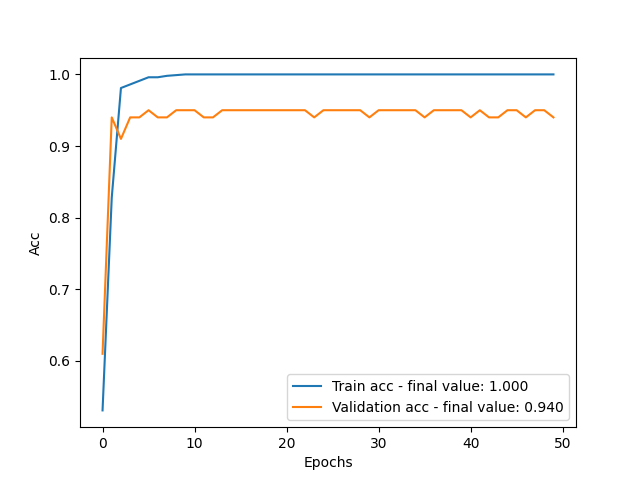 1.0
0.9
0.8
0.7
0.6
Acc
Train acc - final value: 1.000
Validation acc - final value: 0.940
0 10 20 30 40 50
Epochs